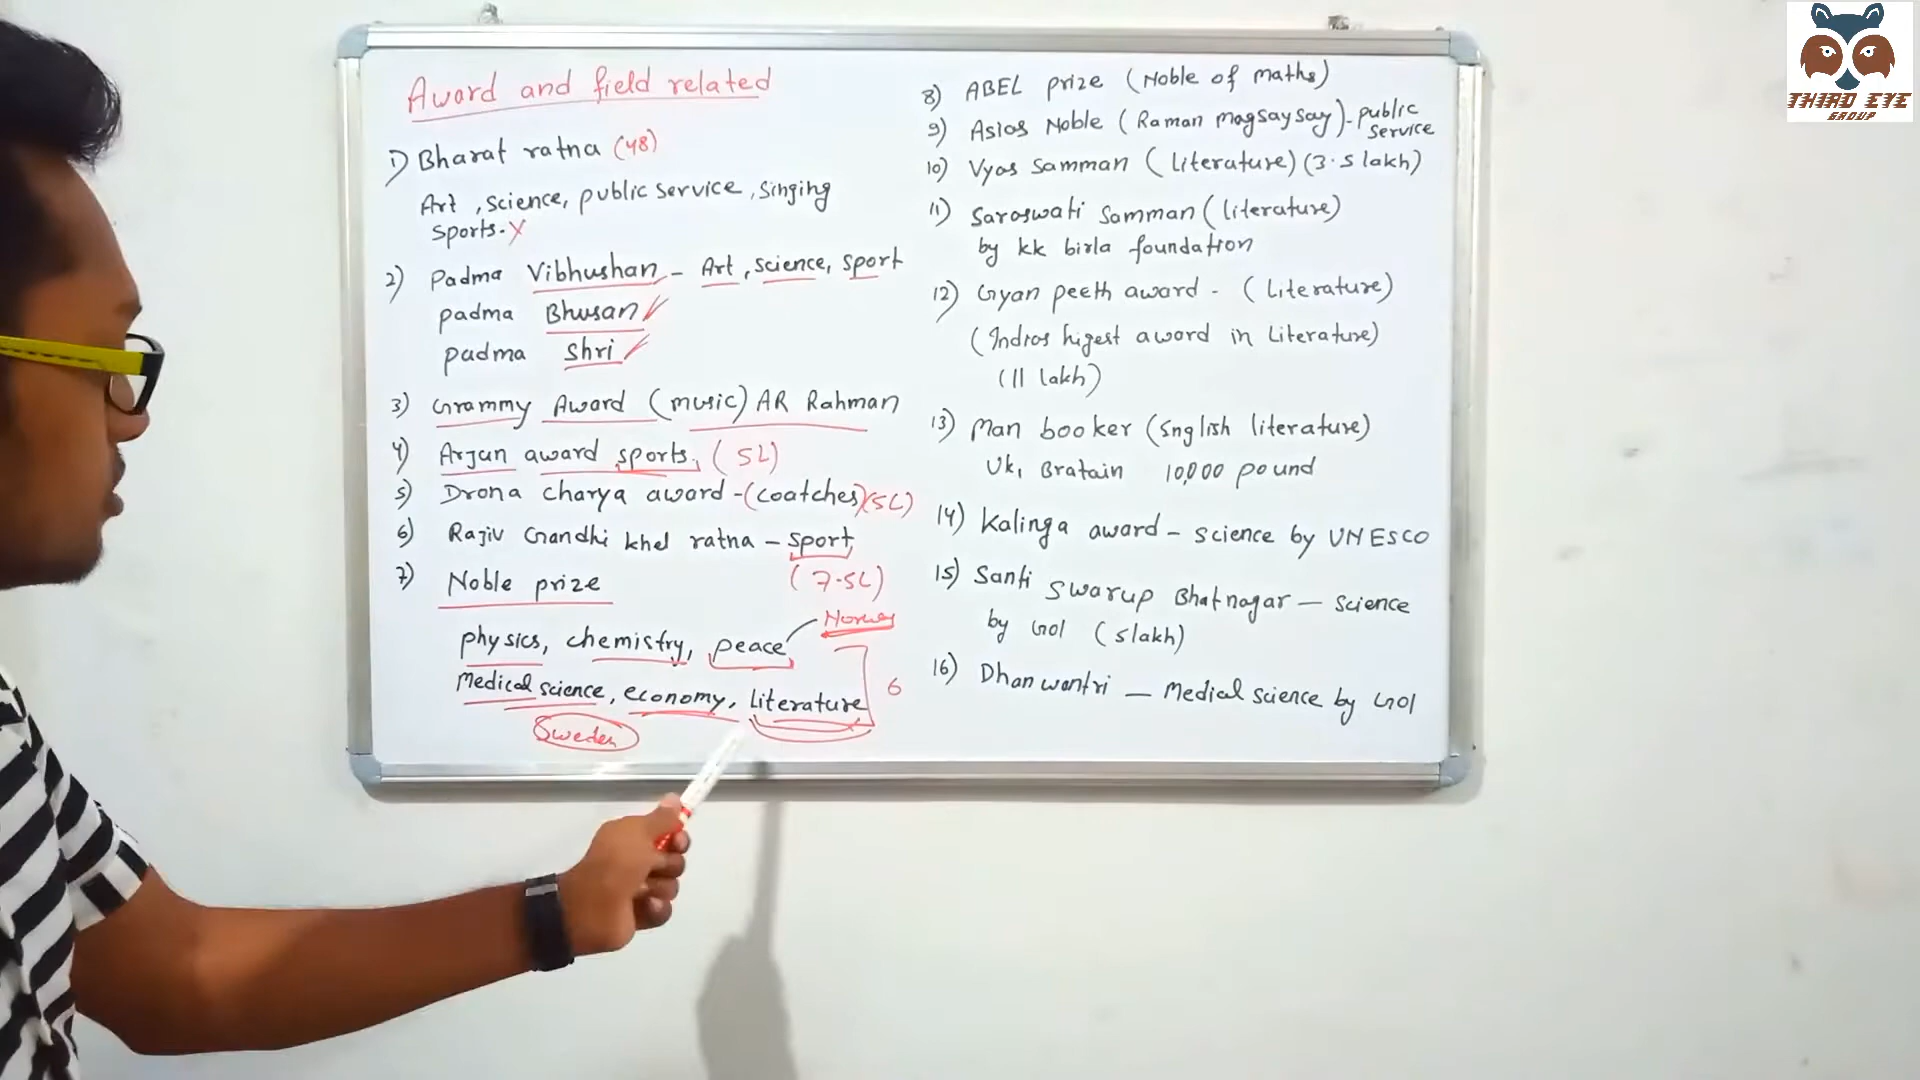 Award and field related
1) Bharat ratna (48)
Art, science, public service, singing
sports. X
2) Padma Vibhushan - Art, science, sport
padma Bhusan ✓
padma Shri ✓
3) Grammy Award (music) AR Rahman
4) Arjun award sports. (5L)
5) Drona charya award - (coatches) (5L)
6) Rajiv Gandhi khel ratna - sport,
(7.5L)
7) Noble prize
Norway
physics, chemistry, peace
Medical science, economy, literature
6
Sweden
8) ABEL prize (Noble of maths)
9) Asias Noble (Raman magsaysay) - public
service
10) Vyas Samman (literature) (3.5 lakh)
11) Saraswati Samman (literature)
by kk birla foundation
12) Gyan peeth award - (Literature)
(Indias higest award in Literature)
(11 lakh)
13) Man booker (English literature)
Uk, Bratain 10,000 pound
14) Kalinga award - science by UNESCO
15) Santi Swarup Bhatnagar - science
by GOI (5lakh)
16) Dhanwantri - Medical science by GOI
THIRD EYE
GROUP